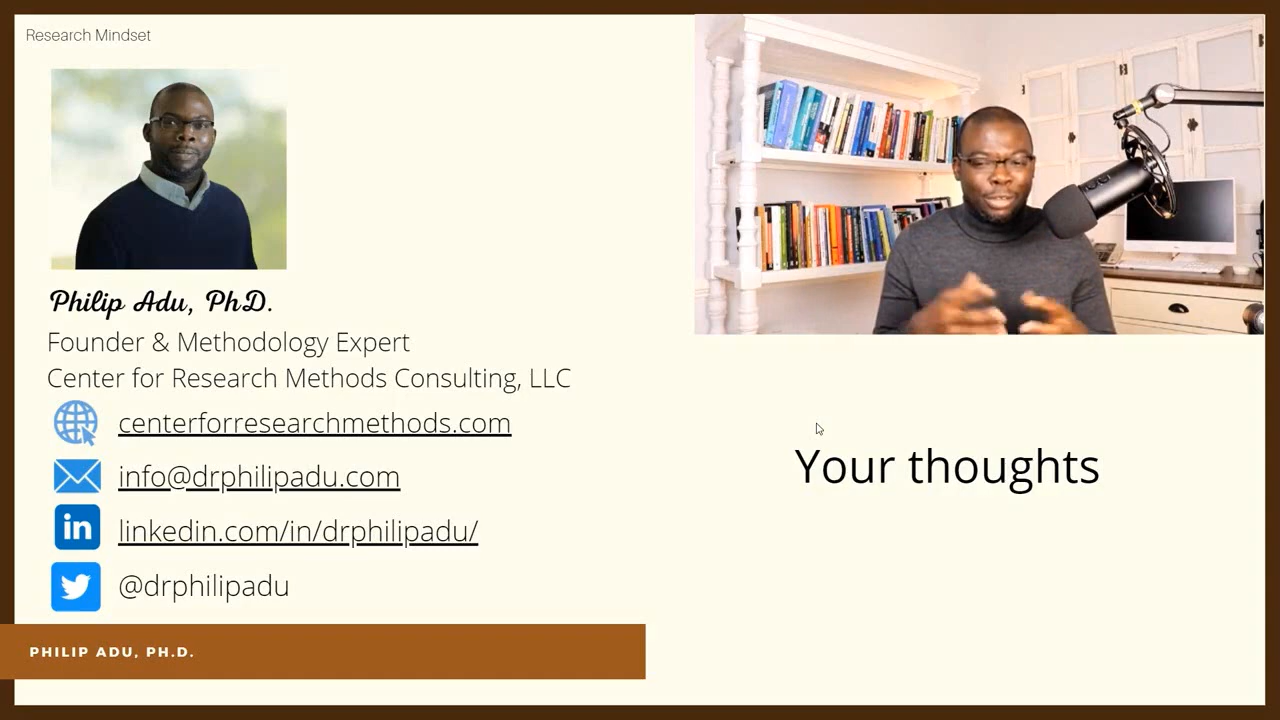 Research Mindset
Philip Adu, PhD.
Founder & Methodology Expert
Center for Research Methods Consulting, LLC
centerforresearchmethods.com
info@drphilipadu.com
in
linkedin.com/in/drphilipadu/
@drphilipadu
PHILIP ADU, PH.D.
Your thoughts